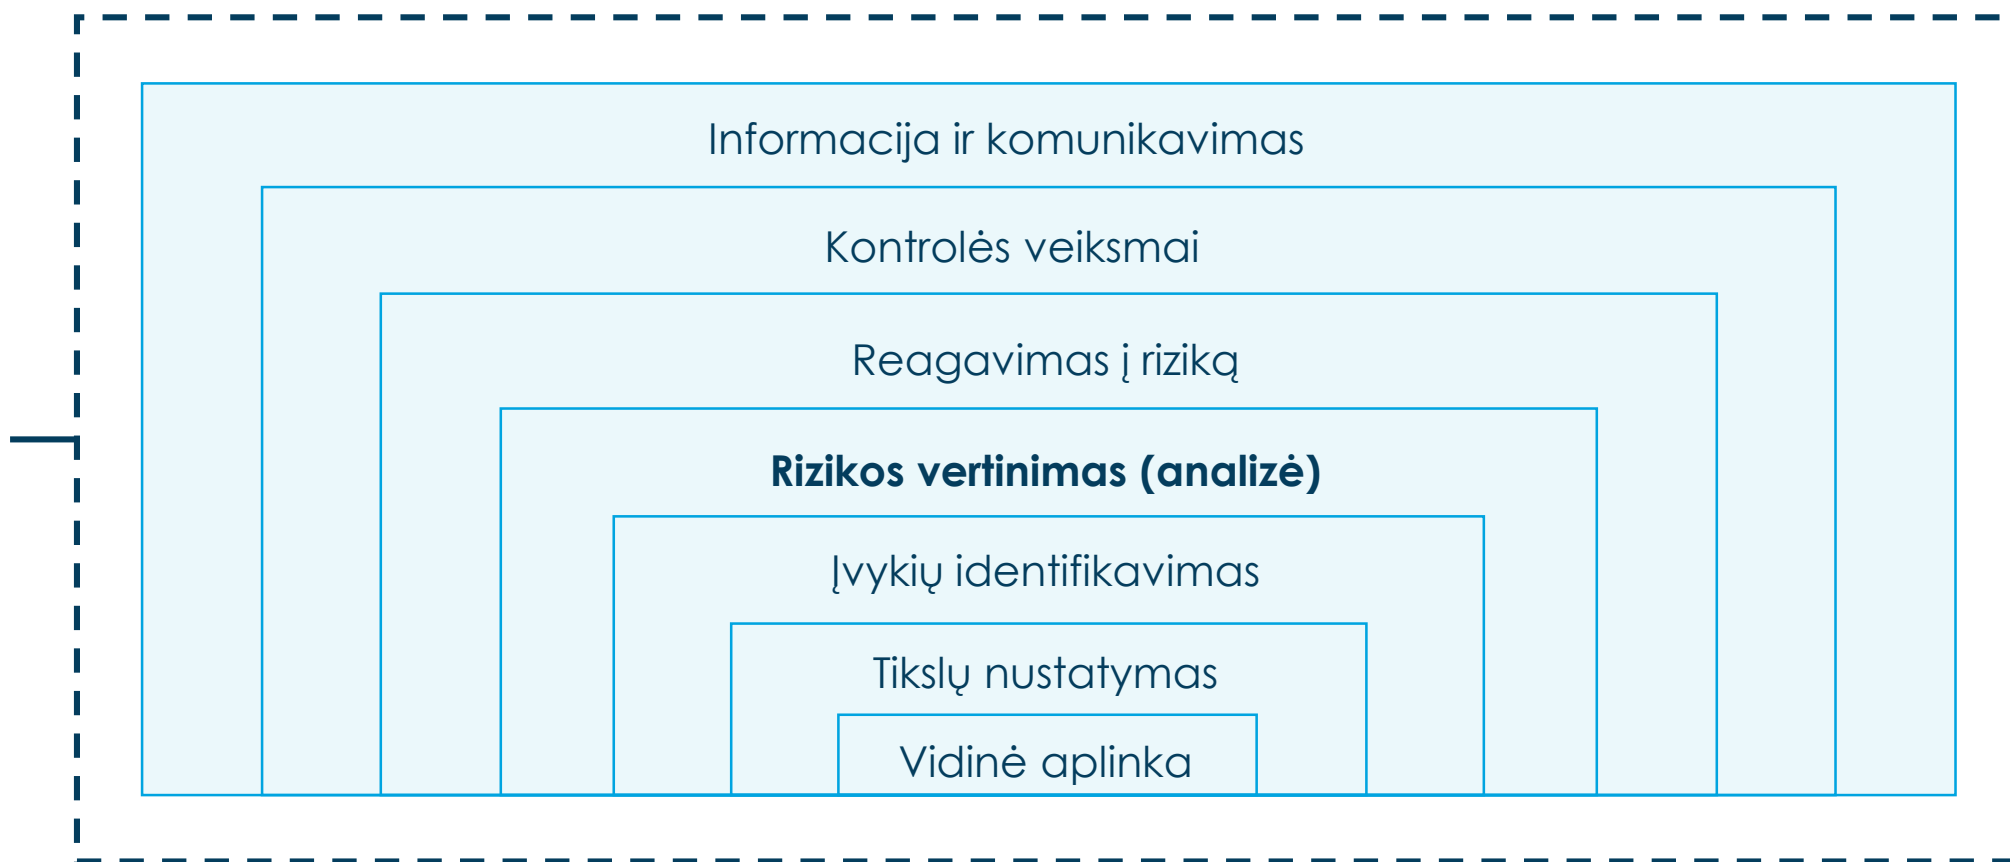 Informacija ir komunikavimas
Kontrolės veiksmai
Reagavimas į riziką
Rizikos vertinimas (analizė)
Įvykių identifikavimas
Tikslų nustatymas
Vidinė aplinka